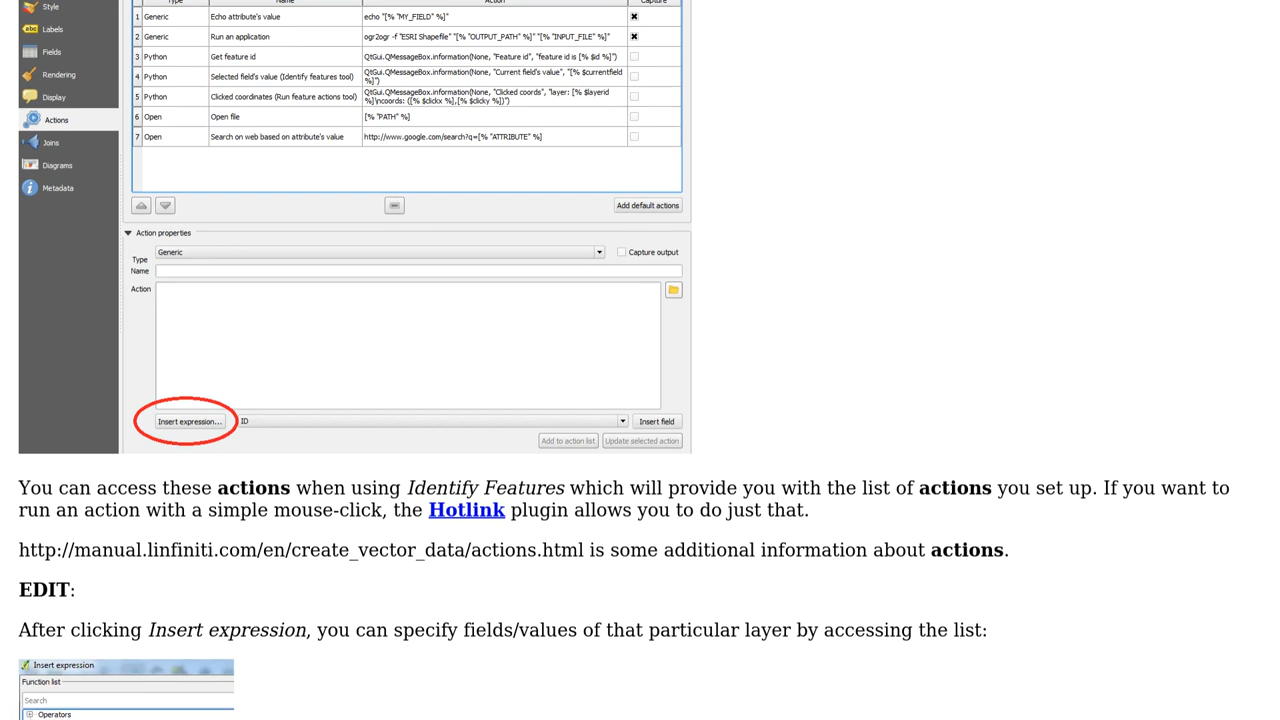 Type Name Action Capture
Style
1 Generic Echo attribute's value echo "[% "MY_FIELD" %]"
Labels
2 Generic Run an application ogr2ogr -f "ESRI Shapefile" "[% "OUTPUT_PATH" %]" "[% "INPUT_FILE" %]"
Fields
3 Python Get feature id QtGui.QMessageBox.information(None, "Feature id", "feature id is [% $id %]")
Rendering
4 Python Selected field's value (Identify features tool) QtGui.QMessageBox.information(None, "Current field's value", "[% $currentfield
%]")
Display
5 Python Clicked coordinates (Run feature actions tool) QtGui.QMessageBox.information(None, "Clicked coords", "layer: [% $layerid
%]\ncoords: ([% $clickx %],[% $clicky %])")
Actions
6 Open Open file [% "PATH" %]
Joins
7 Open Search on web based on attribute's value http://www.google.com/search?q=[% "ATTRIBUTE" %]
Diagrams
Metadata
Add default actions
Action properties
Type Generic Capture output
Name
Action
Insert expression... ID Insert field
Add to action list Update selected action
You can access these actions when using Identify Features which will provide you with the list of actions you set up. If you want to
run an action with a simple mouse-click, the Hotlink plugin allows you to do just that.
http://manual.linfiniti.com/en/create_vector_data/actions.html is some additional information about actions.
EDIT:
After clicking Insert expression, you can specify fields/values of that particular layer by accessing the list:
Insert expression
Function list
Search
Operators